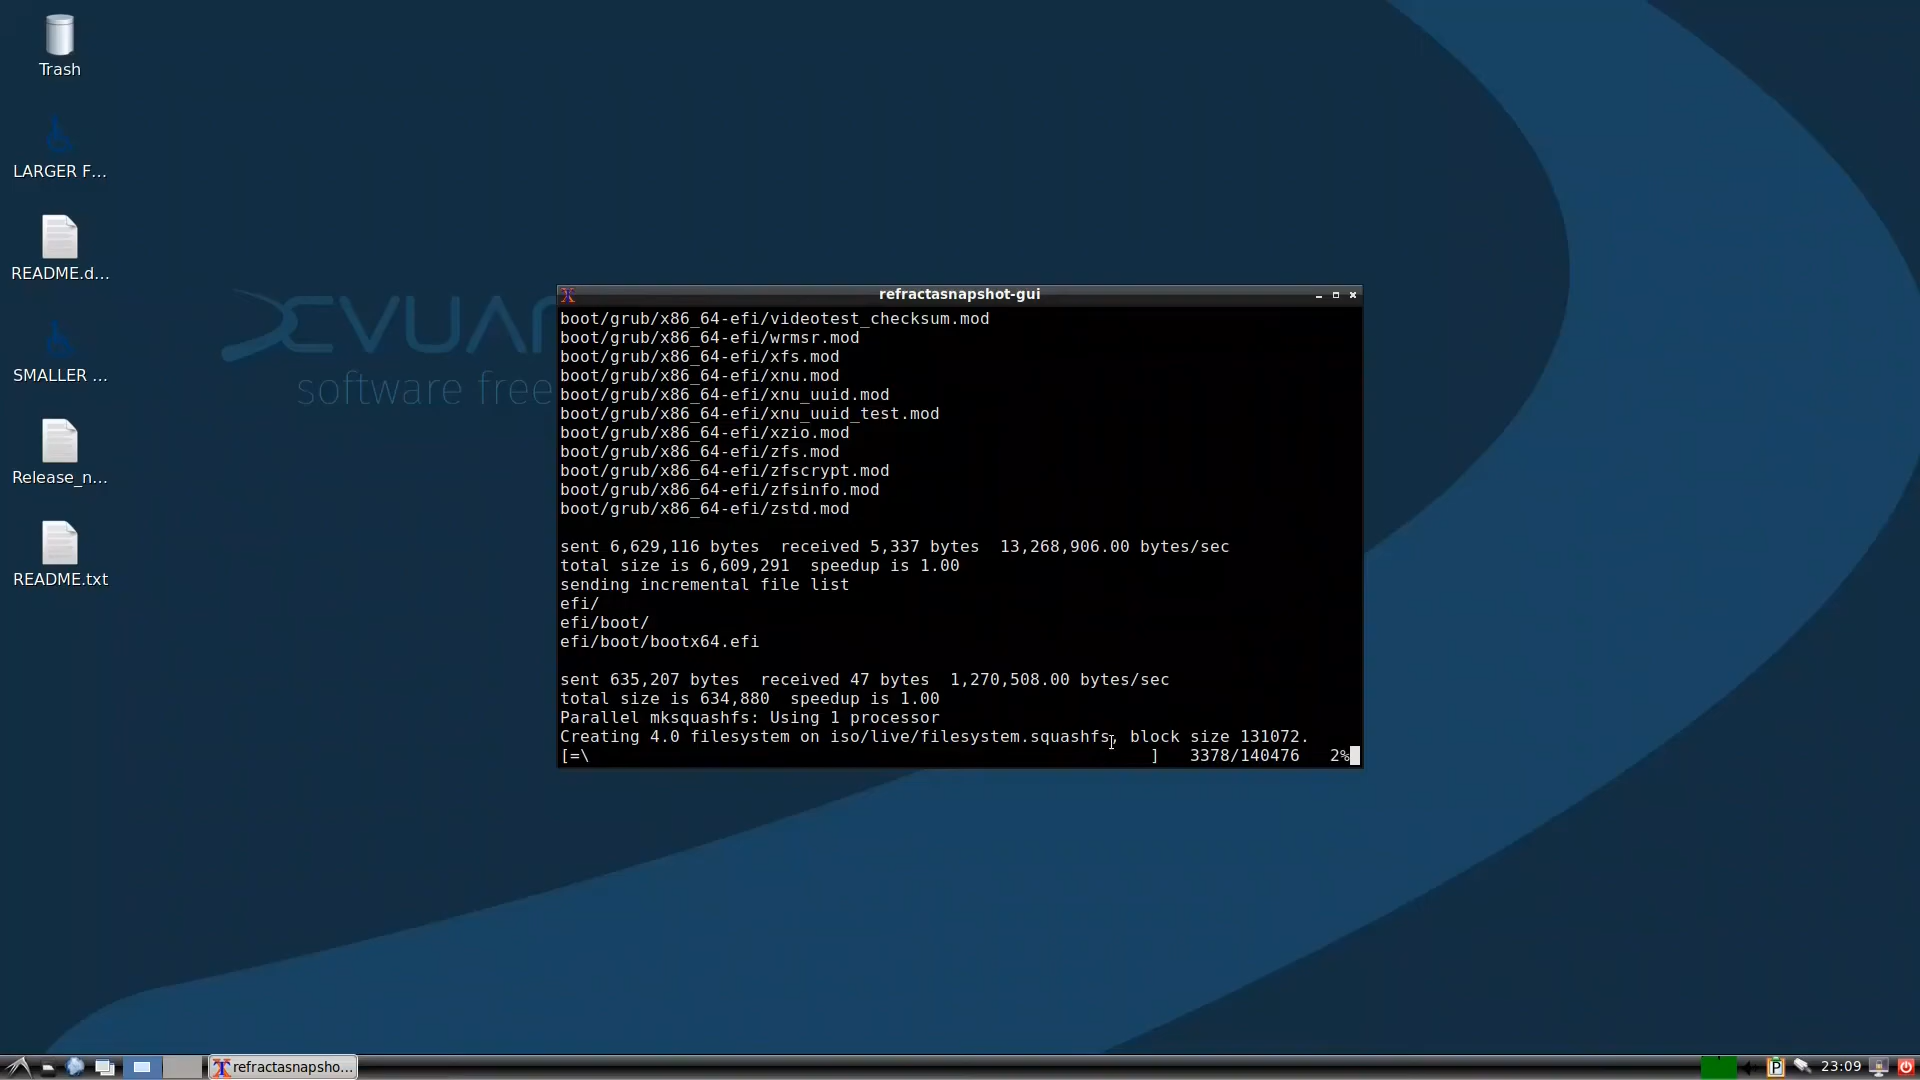 Trash
LARGER F...
README.d...
SMALLER ...
Release_n...
README.txt
EVUAN
software free
refractasnapshot-gui
boot/grub/x86_64-efi/videotest_checksum.mod
boot/grub/x86_64-efi/wrmsr.mod
boot/grub/x86_64-efi/xfs.mod
boot/grub/x86_64-efi/xnu.mod
boot/grub/x86_64-efi/xnu_uuid.mod
boot/grub/x86_64-efi/xnu_uuid_test.mod
boot/grub/x86_64-efi/xzio.mod
boot/grub/x86_64-efi/zfs.mod
boot/grub/x86_64-efi/zfscrypt.mod
boot/grub/x86_64-efi/zfsinfo.mod
boot/grub/x86_64-efi/zstd.mod
sent 6,629,116 bytes  received 5,337 bytes  13,268,906.00 bytes/sec
total size is 6,609,291  speedup is 1.00
sending incremental file list
efi/
efi/boot/
efi/boot/bootx64.efi
sent 635,207 bytes  received 47 bytes  1,270,508.00 bytes/sec
total size is 634,880  speedup is 1.00
Parallel mksquashfs: Using 1 processor
Creating 4.0 filesystem on iso/live/filesystem.squashfs, block size 131072.
[=\ ] 3378/140476 2%
refractasnapsho...
P
23:09